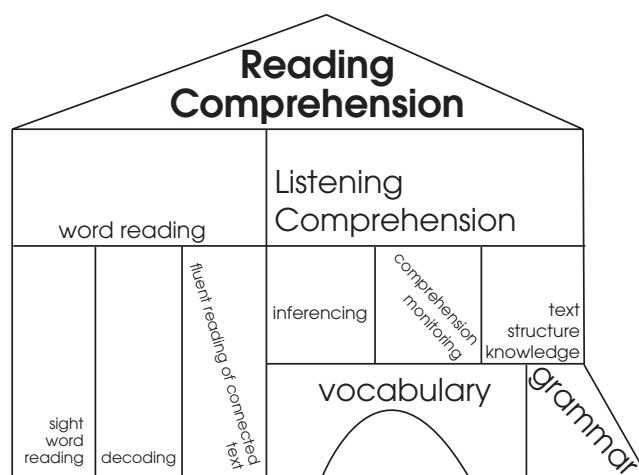 Reading
Comprehension
word reading
Listening
Comprehension
sight
word
reading
decoding
fluent reading of connected
text
inferencing
comprehension
monitoring
text
structure
knowledge
vocabulary
grammar